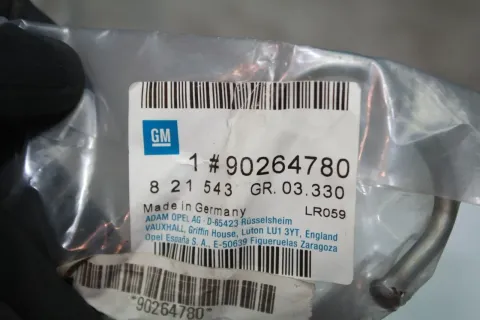 GM
1 #90264780
8 21 543 GR. 03.330
Made in Germany LR059
ADAM OPEL AG · D-65423 Rüsselsheim
VAUXHALL, Griffin House, Luton LU1 3YT, England
Opel España S. A., E-50639 Figueruelas Zaragoza
*90264780*